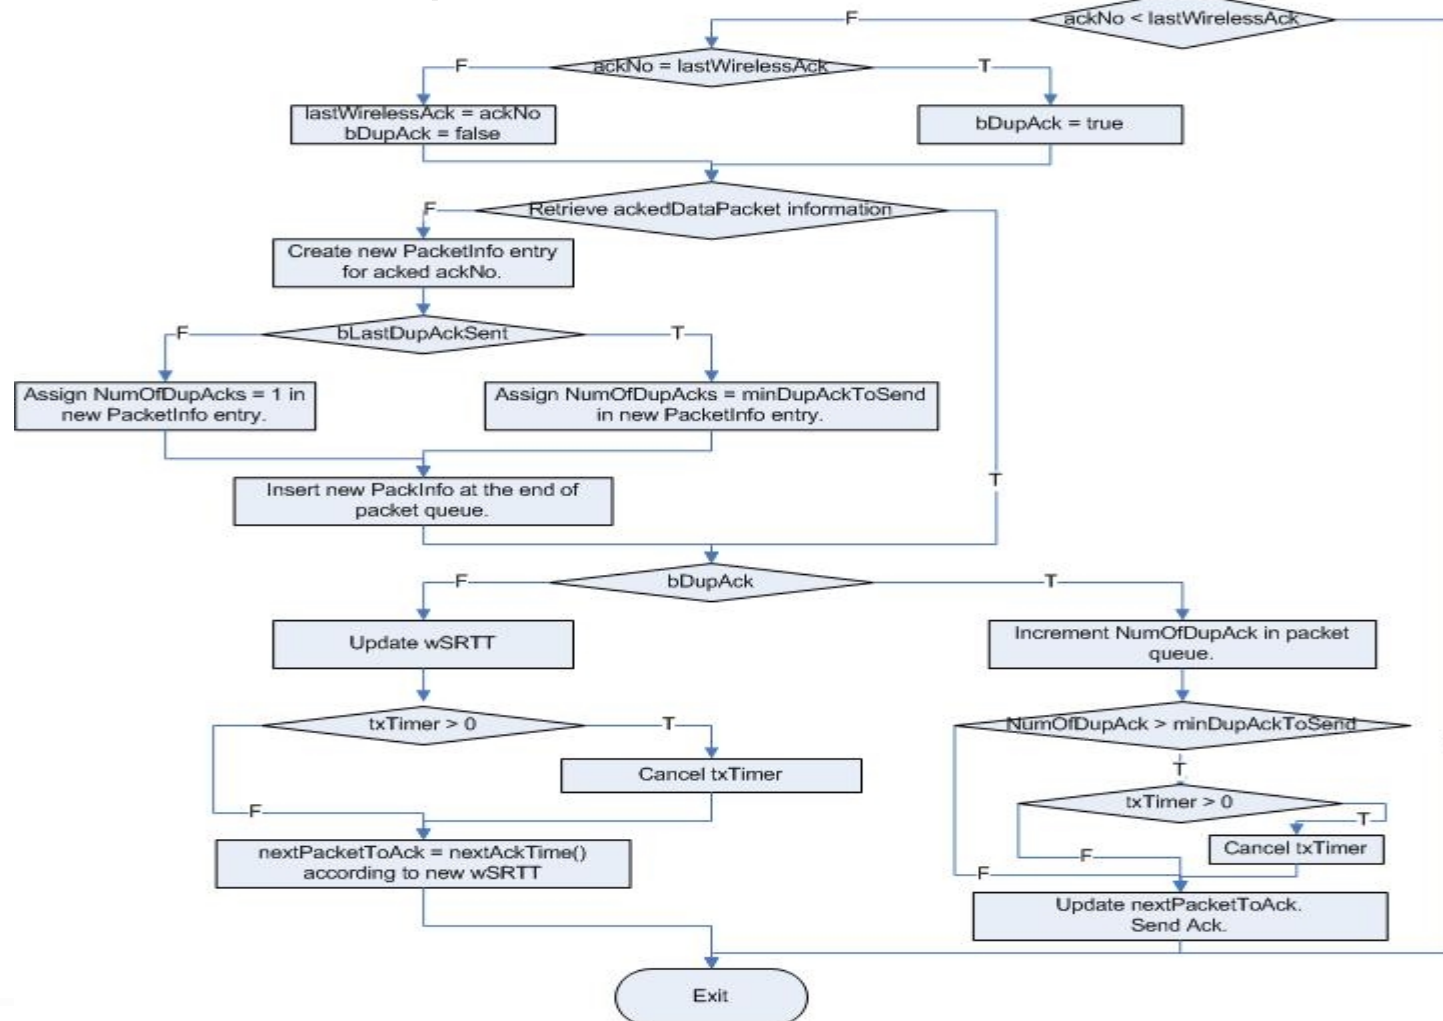 ackNo < lastWirelessAck
F
ackNo = lastWirelessAck
F
T
lastWirelessAck = ackNo
bDupAck = false
bDupAck = true
Retrieve ackedDataPacket information
F
Create new PacketInfo entry
for acked ackNo.
bLastDupAckSent
F
T
Assign NumOfDupAcks = 1 in
new PacketInfo entry.
Assign NumOfDupAcks = minDupAckToSend
in new PacketInfo entry.
T
Insert new PackInfo at the end of
packet queue.
bDupAck
F
T
Update wSRTT
Increment NumOfDupAck in packet
queue.
txTimer > 0
T
NumOfDupAck > minDupAckToSend
T
Cancel txTimer
txTimer > 0
T
F
Cancel txTimer
F
F
nextPacketToAck = nextAckTime()
according to new wSRTT
Update nextPacketToAck.
Send Ack.
Exit